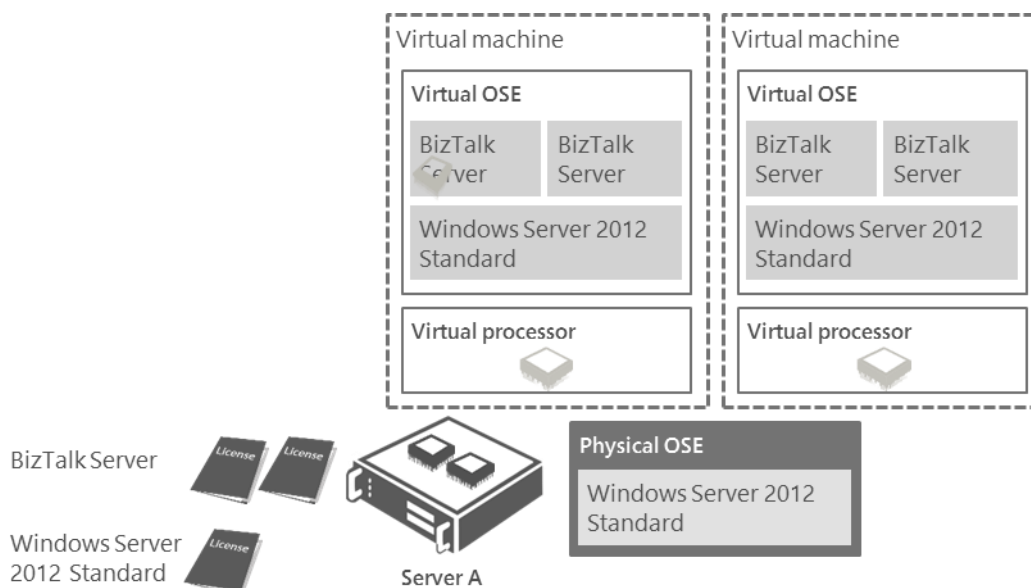 Virtual machine
Virtual OSE
BizTalk
Server
BizTalk
Server
Windows Server 2012
Standard
Virtual processor
Virtual machine
Virtual OSE
BizTalk
Server
BizTalk
Server
Windows Server 2012
Standard
Virtual processor
BizTalk Server
License
License
Windows Server
2012 Standard
License
Server A
Physical OSE
Windows Server 2012
Standard